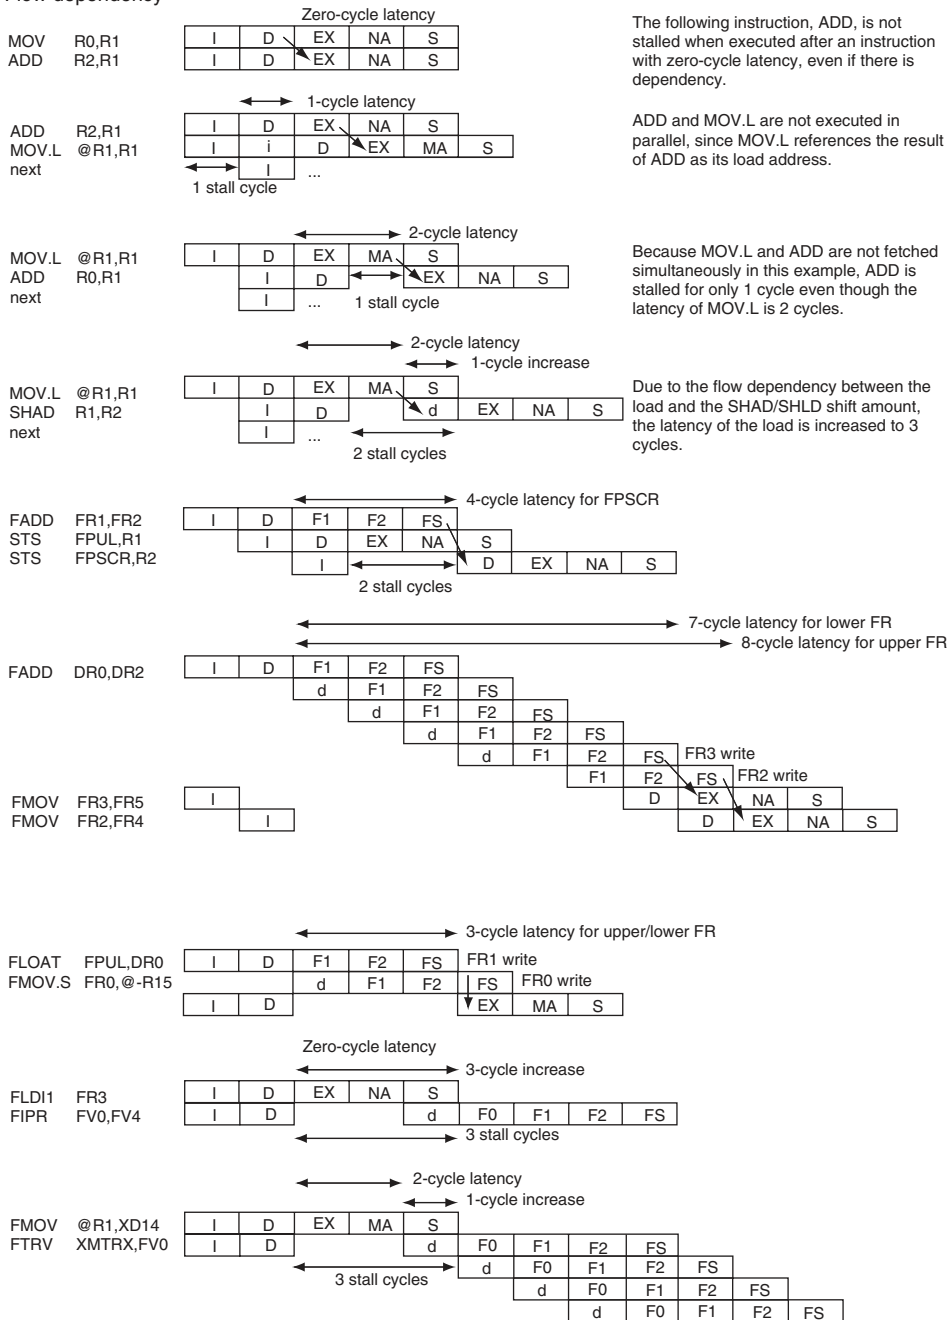 Zero-cycle latency
MOV R0,R1 I D EX NA S
ADD R2,R1 I D EX NA S
The following instruction, ADD, is not
stalled when executed after an instruction
with zero-cycle latency, even if there is
dependency.
1-cycle latency
ADD R2,R1 I D EX NA S
MOV.L @R1,R1 I i D EX MA S
next I ...
1 stall cycle
ADD and MOV.L are not executed in
parallel, since MOV.L references the result
of ADD as its load address.
2-cycle latency
MOV.L @R1,R1 I D EX MA S
ADD R0,R1 I D EX NA S
next I ...
1 stall cycle
Because MOV.L and ADD are not fetched
simultaneously in this example, ADD is
stalled for only 1 cycle even though the
latency of MOV.L is 2 cycles.
2-cycle latency
1-cycle increase
MOV.L @R1,R1 I D EX MA S
SHAD R1,R2 I D d EX NA S
next I ...
2 stall cycles
Due to the flow dependency between the
load and the SHAD/SHLD shift amount,
the latency of the load is increased to 3
cycles.
4-cycle latency for FPSCR
FADD FR1,FR2 I D F1 F2 FS
STS FPUL,R1 I D EX NA S
STS FPSCR,R2 I D EX NA S
2 stall cycles
7-cycle latency for lower FR
8-cycle latency for upper FR
FADD DR0,DR2 I D F1 F2 FS
d F1 F2 FS
d F1 F2 FS
d F1 F2 FS
d F1 F2 FS FR3 write
F1 F2 FS FR2 write
FMOV FR3,FR5 I D EX NA S
FMOV FR2,FR4 I D EX NA S
3-cycle latency for upper/lower FR
FLOAT FPUL,DR0 I D F1 F2 FS FR1 write
FMOV.S FR0,@-R15 d F1 F2 FS FR0 write
I D EX MA S
Zero-cycle latency
3-cycle increase
FLDI1 FR3 I D EX NA S
FIPR FV0,FV4 I D d F0 F1 F2 FS
3 stall cycles
2-cycle latency
1-cycle increase
FMOV @R1,XD14 I D EX MA S
FTRV XMTRX,FV0 I D d F0 F1 F2 FS
3 stall cycles d F0 F1 F2 FS
d F0 F1 F2 FS
d F0 F1 F2 FS